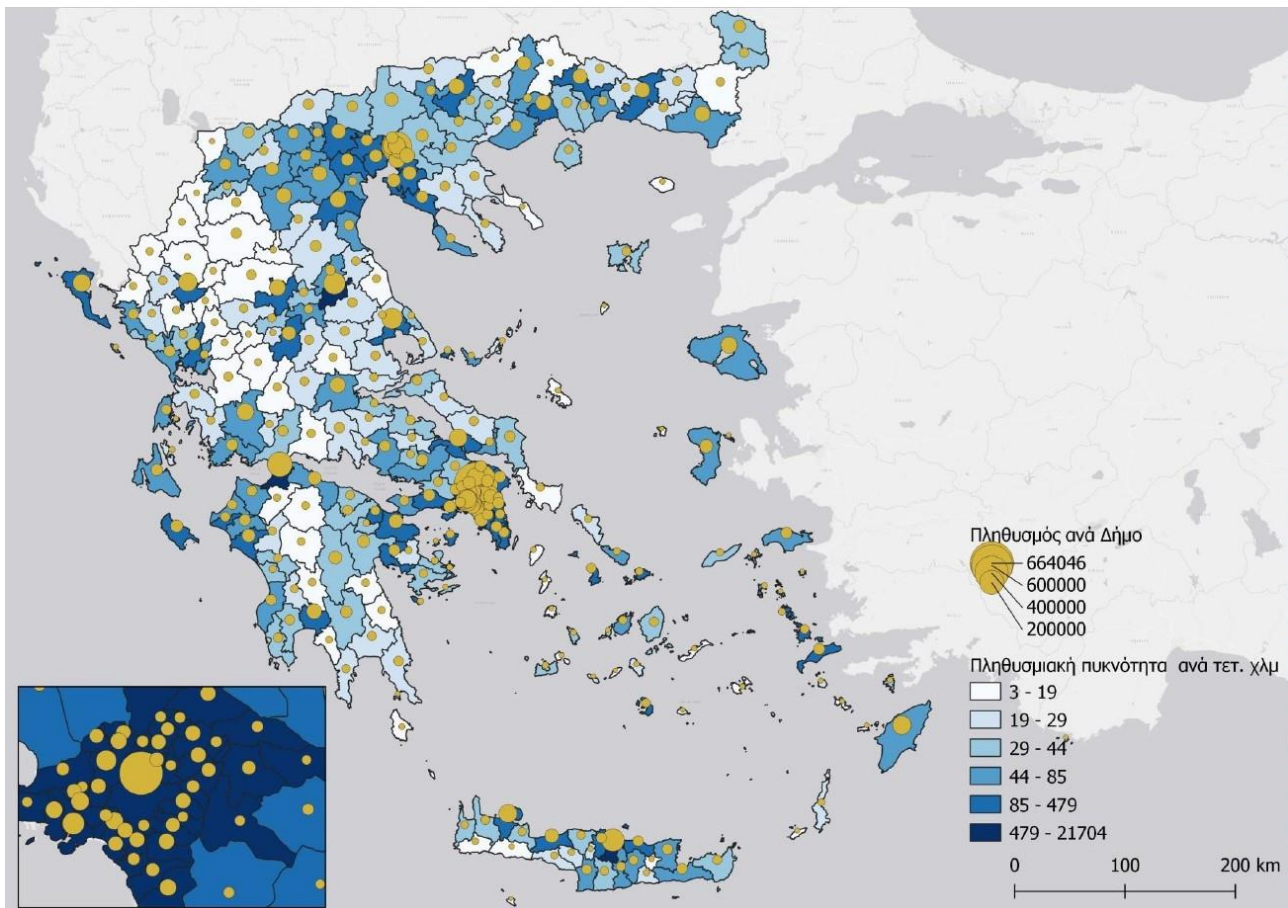 Πληθυσμός ανά Δήμο
664046
600000
400000
200000
Πληθυσμιακή πυκνότητα ανά τετ. χλμ
3 - 19
19 - 29
29 - 44
44 - 85
85 - 479
479 - 21704
0 100 200 km